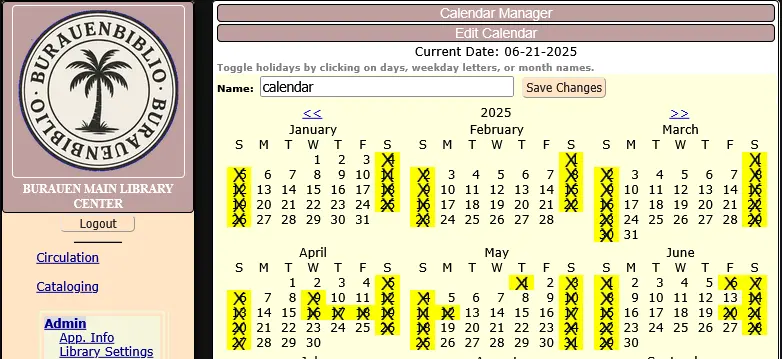 BURAUENBIBLIO · BURAUENBIBLIO ·
BURAUEN MAIN LIBRARY
CENTER
Logout
Circulation
Cataloging
Admin
App. Info
Library Settings
Calendar Manager
Edit Calendar
Current Date: 06-21-2025
Toggle holidays by clicking on days, weekday letters, or month names.
Name: calendar Save Changes
<< 2025 >>
January February March
S M T W T F S S M T W T F S S M T W T F S
1 2 3 4 1 1
5 6 7 8 9 10 11 2 3 4 5 6 7 8 2 3 4 5 6 7 8
12 13 14 15 16 17 18 9 10 11 12 13 14 15 9 10 11 12 13 14 15
19 20 21 22 23 24 25 16 17 18 19 20 21 22 16 17 18 19 20 21 22
26 27 28 29 30 31 23 24 25 26 27 28 23 24 25 26 27 28 29
30 31
April May June
S M T W T F S S M T W T F S S M T W T F S
1 2 3 4 5 1 2 3 1 2 3 4 5 6 7
6 7 8 9 10 11 12 4 5 6 7 8 9 10 8 9 10 11 12 13 14
13 14 15 16 17 18 19 11 12 13 14 15 16 17 15 16 17 18 19 20 21
20 21 22 23 24 25 26 18 19 20 21 22 23 24 22 23 24 25 26 27 28
27 28 29 30 25 26 27 28 29 30 31 29 30